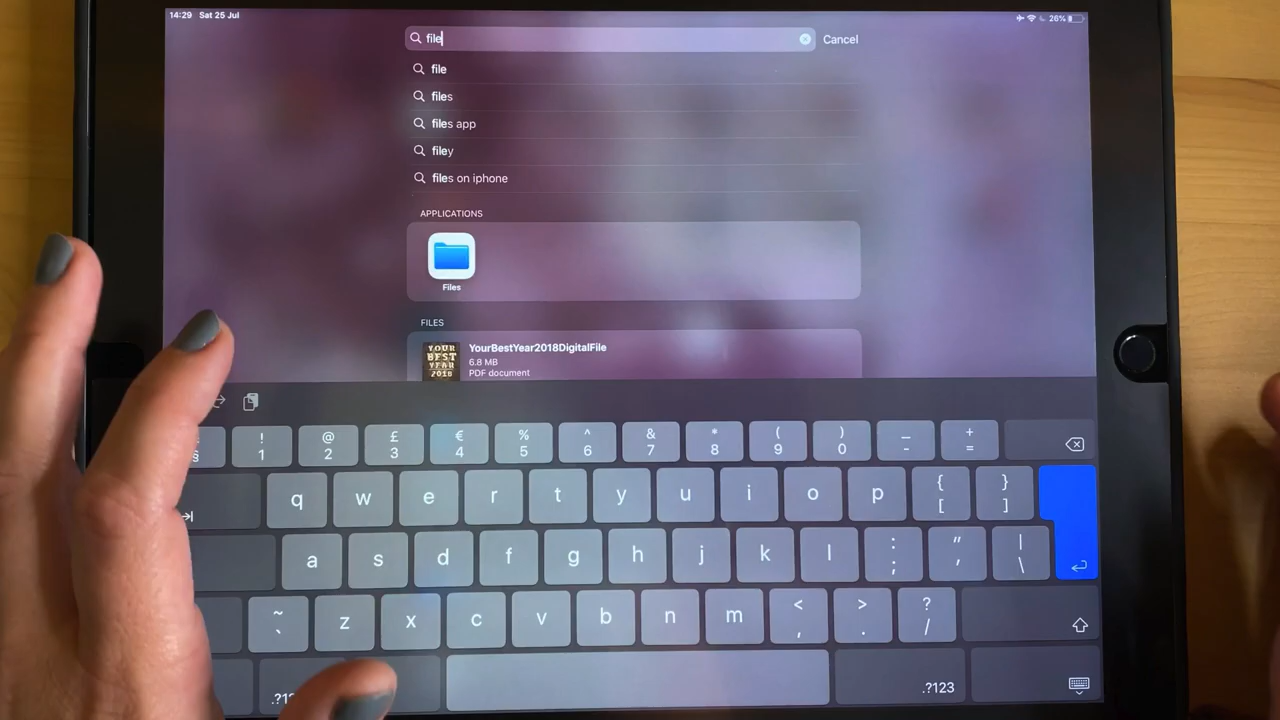 14:29 Sat 25 Jul
26%
file Cancel
file
files
files app
filey
files on iphone
APPLICATIONS
Files
FILES
YOUR BEST YEAR 2018
YourBestYear2018DigitalFile
6.8 MB
PDF document
§ ! 1 @ 2 £ 3 € 4 % 5 ^ 6 & 7 * 8 ( 9 ) 0 _ - + =
q w e r t y u i o p { [ } ]
a s d f g h j k l : ; " ' | \
~ ` z x c v b n m < , > . ? /
.?12 .?123